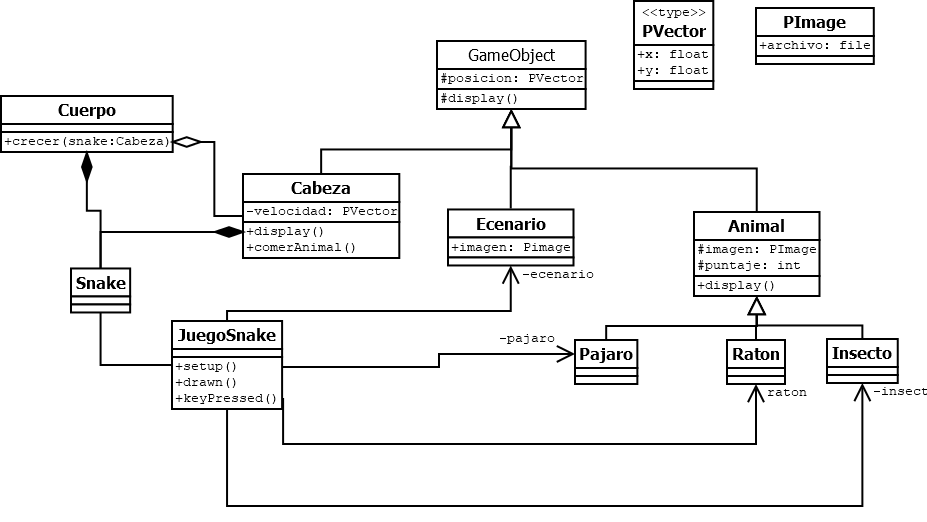 <<type>>
PVector
+x: float
+y: float
PImage
+archivo: file
GameObject
#posicion: PVector
#display()
Cuerpo
+crecer(snake:Cabeza)
Cabeza
-velocidad: PVector
+display()
+comerAnimal()
Ecenario
+imagen: Pimage
-ecenario
Animal
#imagen: PImage
#puntaje: int
+display()
Snake
JuegoSnake
+setup()
+drawn()
+keyPressed()
-pajaro
Pajaro
Raton
raton
Insecto
-insect